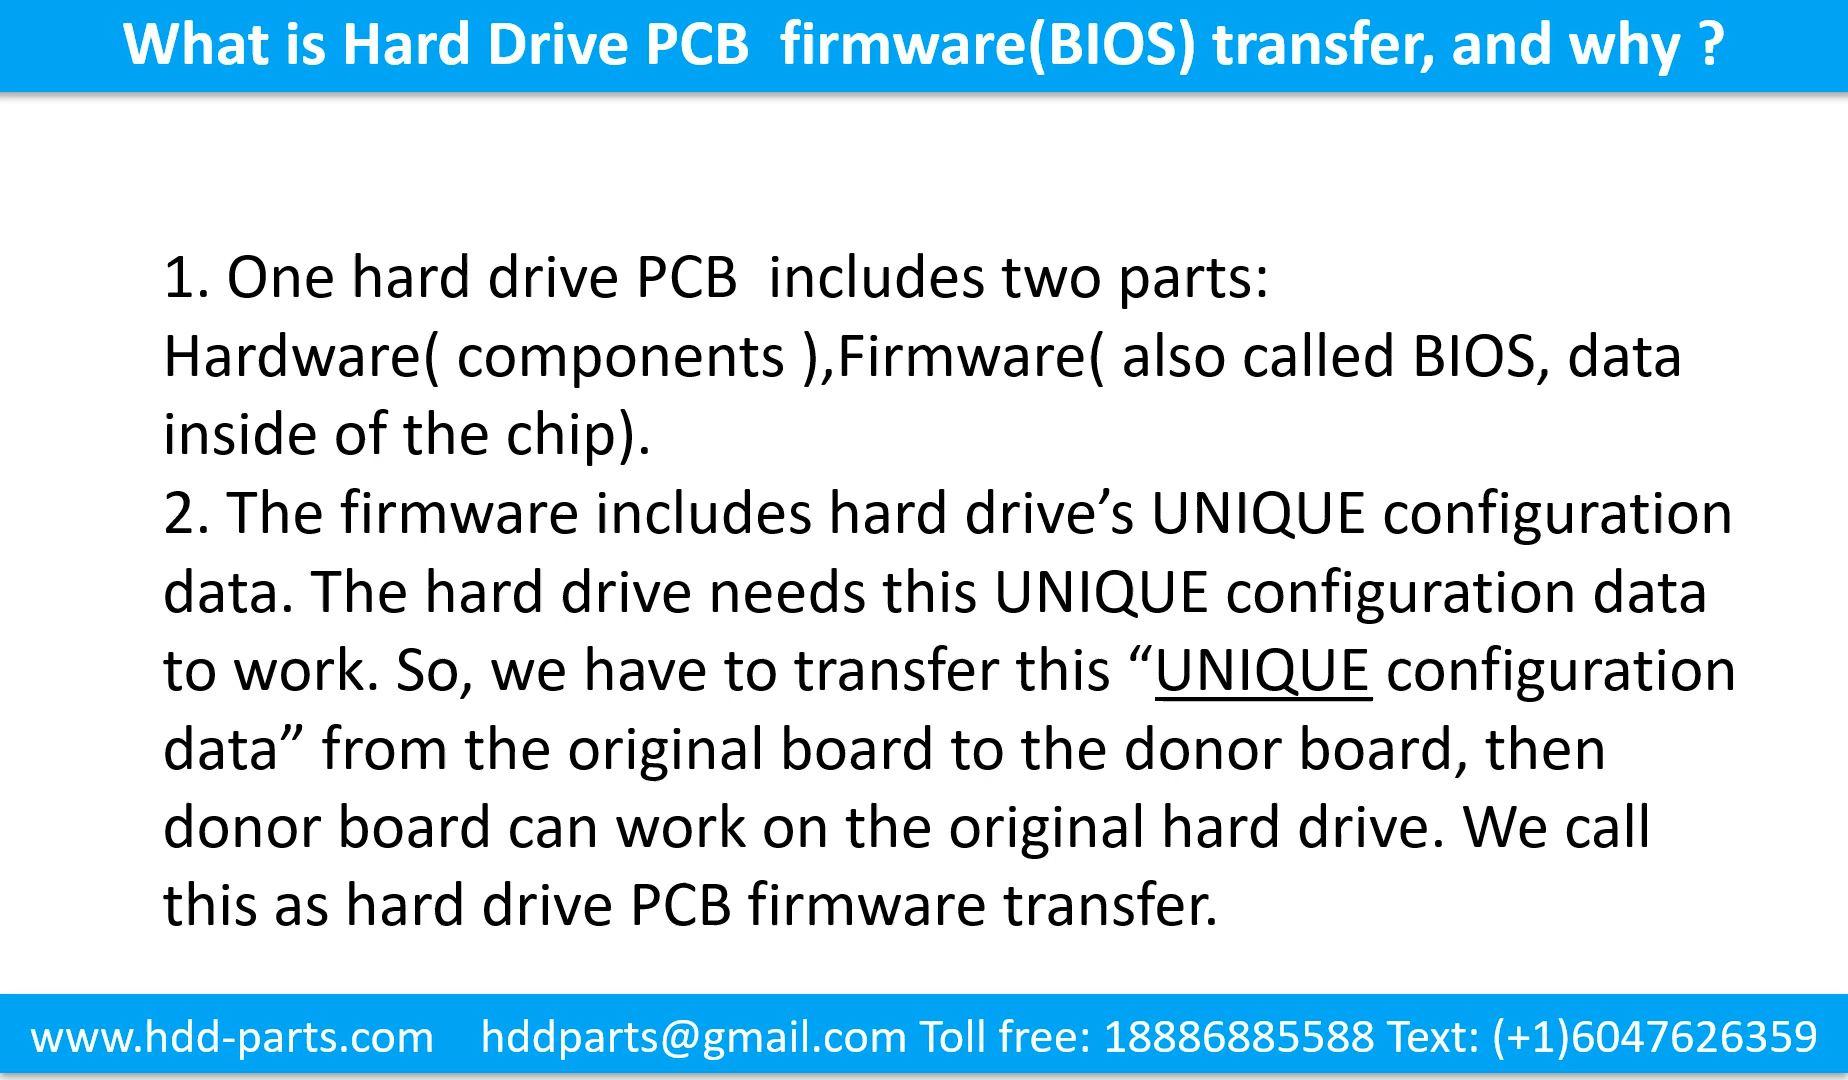 What is Hard Drive PCB  firmware(BIOS) transfer, and why ?
1. One hard drive PCB  includes two parts:
Hardware( components ),Firmware( also called BIOS, data
inside of the chip).
2. The firmware includes hard drive’s UNIQUE configuration
data. The hard drive needs this UNIQUE configuration data
to work. So, we have to transfer this “UNIQUE configuration
data” from the original board to the donor board, then
donor board can work on the original hard drive. We call
this as hard drive PCB firmware transfer.
www.hdd-parts.com    hddparts@gmail.com Toll free: 18886885588 Text: (+1)6047626359